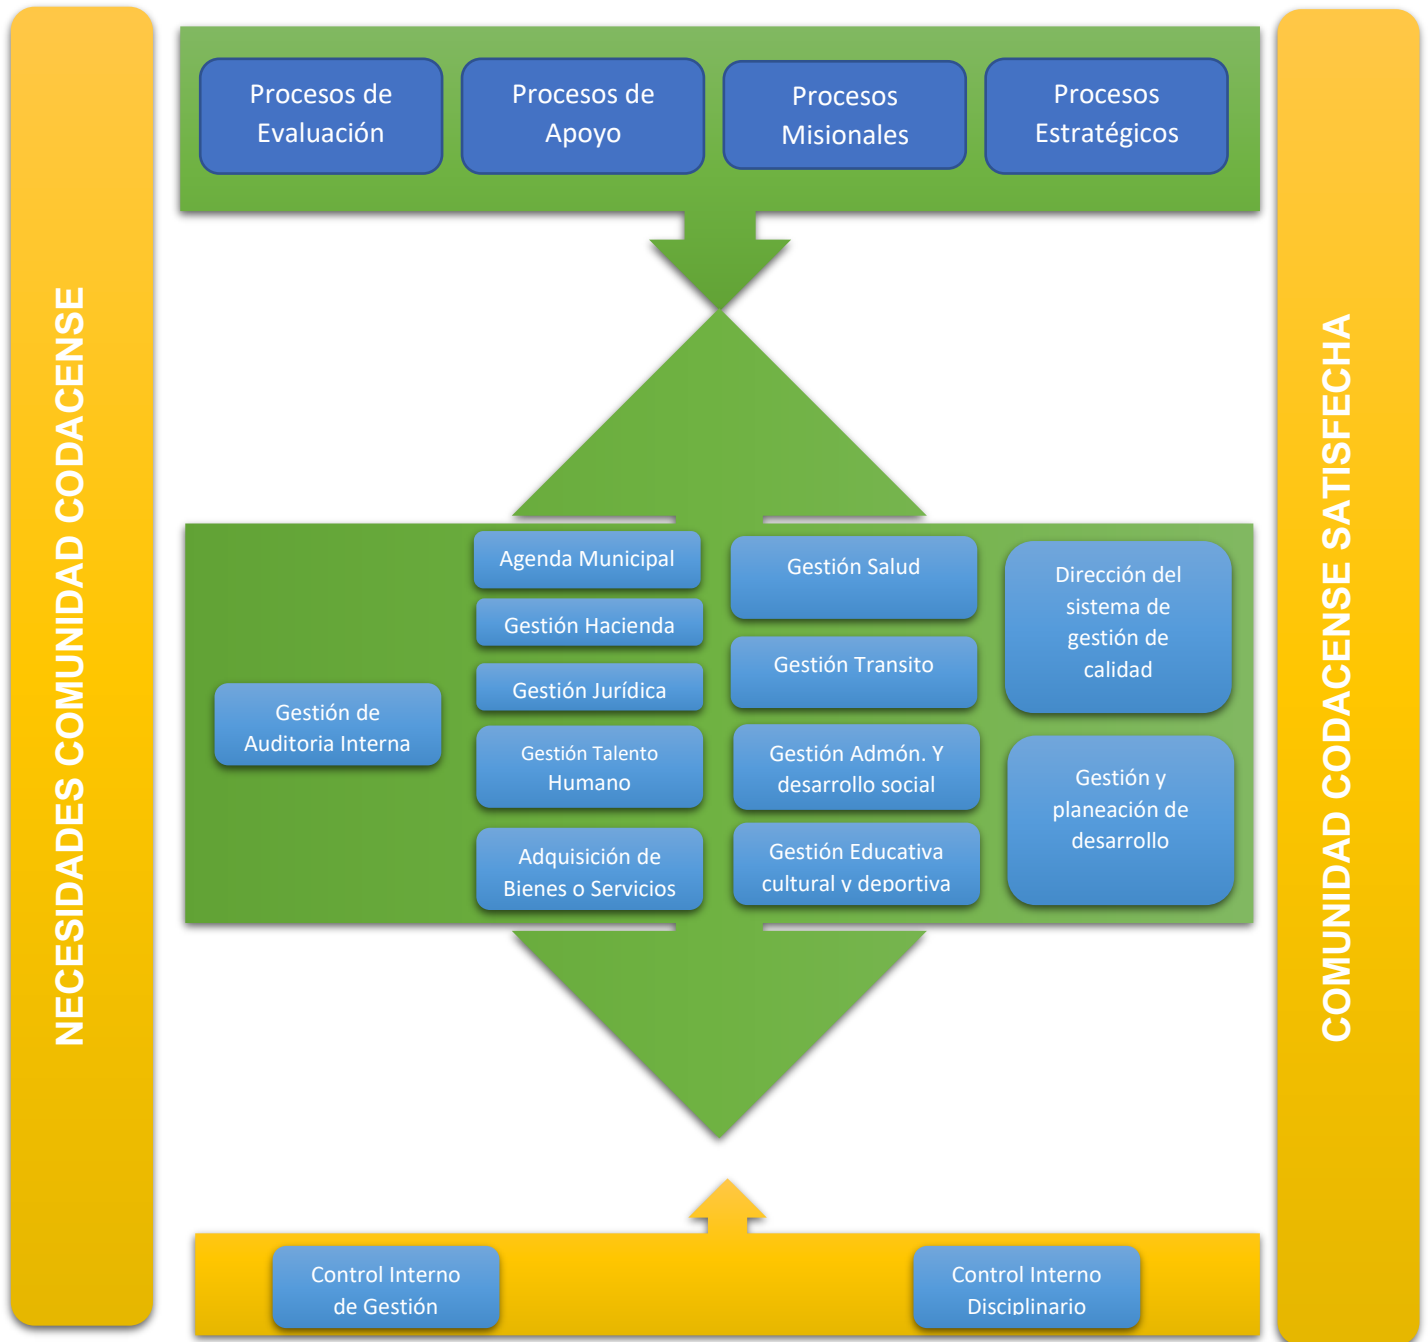 NECESIDADES COMUNIDAD CODACENSE
Procesos de
Evaluación
Procesos de
Apoyo
Procesos
Misionales
Procesos
Estratégicos
Gestión de
Auditoria Interna
Agenda Municipal
Gestión Hacienda
Gestión Jurídica
Gestión Talento
Humano
Adquisición de
Bienes o Servicios
Gestión Salud
Gestión Transito
Gestión Admón. Y
desarrollo social
Gestión Educativa
cultural y deportiva
Dirección del
sistema de
gestión de
calidad
Gestión y
planeación de
desarrollo
Control Interno
de Gestión
Control Interno
Disciplinario
COMUNIDAD CODACENSE SATISFECHA